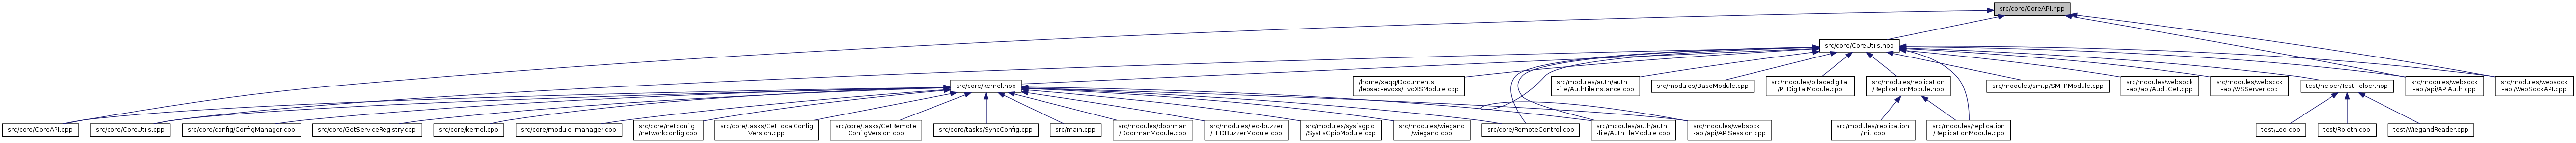 src/core/CoreAPI.hpp
src/core/CoreUtils.hpp
src/core/kernel.hpp
/home/xaqq/Documents
/leosac-evoxs/EvoXSModule.cpp
src/modules/auth/auth
-file/AuthFileInstance.cpp
src/modules/BaseModule.cpp
src/modules/pifacedigital
/PFDigitalModule.cpp
src/modules/replication
/ReplicationModule.hpp
src/modules/smtp/SMTPModule.cpp
src/modules/websock
-api/api/AuditGet.cpp
src/modules/websock
-api/WSServer.cpp
test/helper/TestHelper.hpp
src/modules/websock
-api/api/APIAuth.cpp
src/modules/websock
-api/WebSockAPI.cpp
src/core/CoreAPI.cpp
src/core/CoreUtils.cpp
src/core/config/ConfigManager.cpp
src/core/GetServiceRegistry.cpp
src/core/kernel.cpp
src/core/module_manager.cpp
src/core/netconfig
/networkconfig.cpp
src/core/tasks/GetLocalConfig
Version.cpp
src/core/tasks/GetRemote
ConfigVersion.cpp
src/core/tasks/SyncConfig.cpp
src/main.cpp
src/modules/doorman
/DoormanModule.cpp
src/modules/led-buzzer
/LEDBuzzerModule.cpp
src/modules/sysfsgpio
/SysFsGpioModule.cpp
src/modules/wiegand
/wiegand.cpp
src/core/RemoteControl.cpp
src/modules/auth/auth
-file/AuthFileModule.cpp
src/modules/websock
-api/api/APISession.cpp
src/modules/replication
/init.cpp
src/modules/replication
/ReplicationModule.cpp
test/Led.cpp
test/Rpleth.cpp
test/WiegandReader.cpp